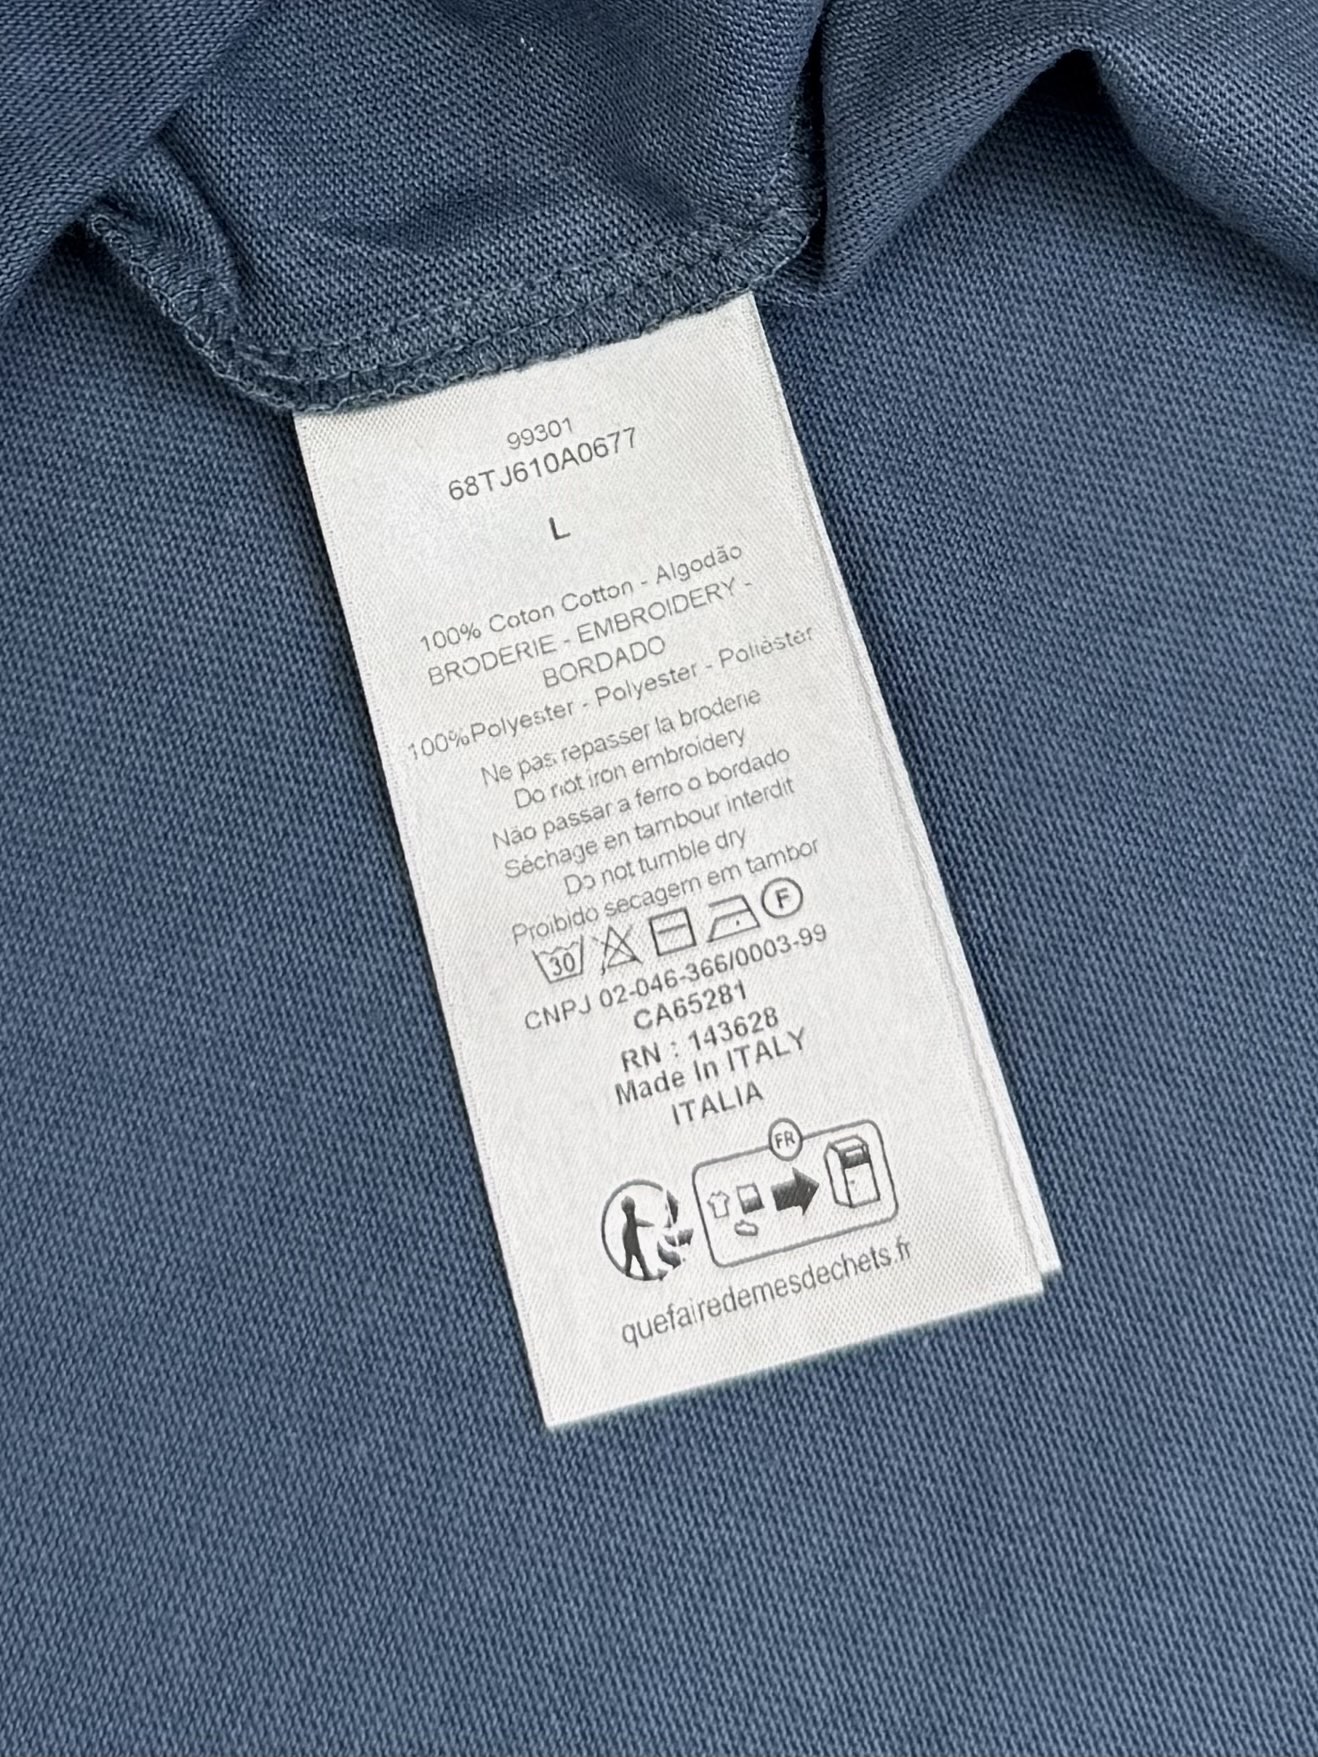 99301
68TJ610A0677
L
100% Coton Cotton - Algodão
BRODERIE - EMBROIDERY -
BORDADO
100%Polyester - Polyester - Poliéster
Ne pas repasser la broderie
Do not iron embroidery
Não passar a ferro o bordado
Séchage en tambour interdit
Do not tumble dry
Proibido secagem em tambor
30 F
CNPJ 02-046-366/0003-99
CA65281
RN : 143628
Made In ITALY
ITALIA
FR
quefairedemesdechets.fr